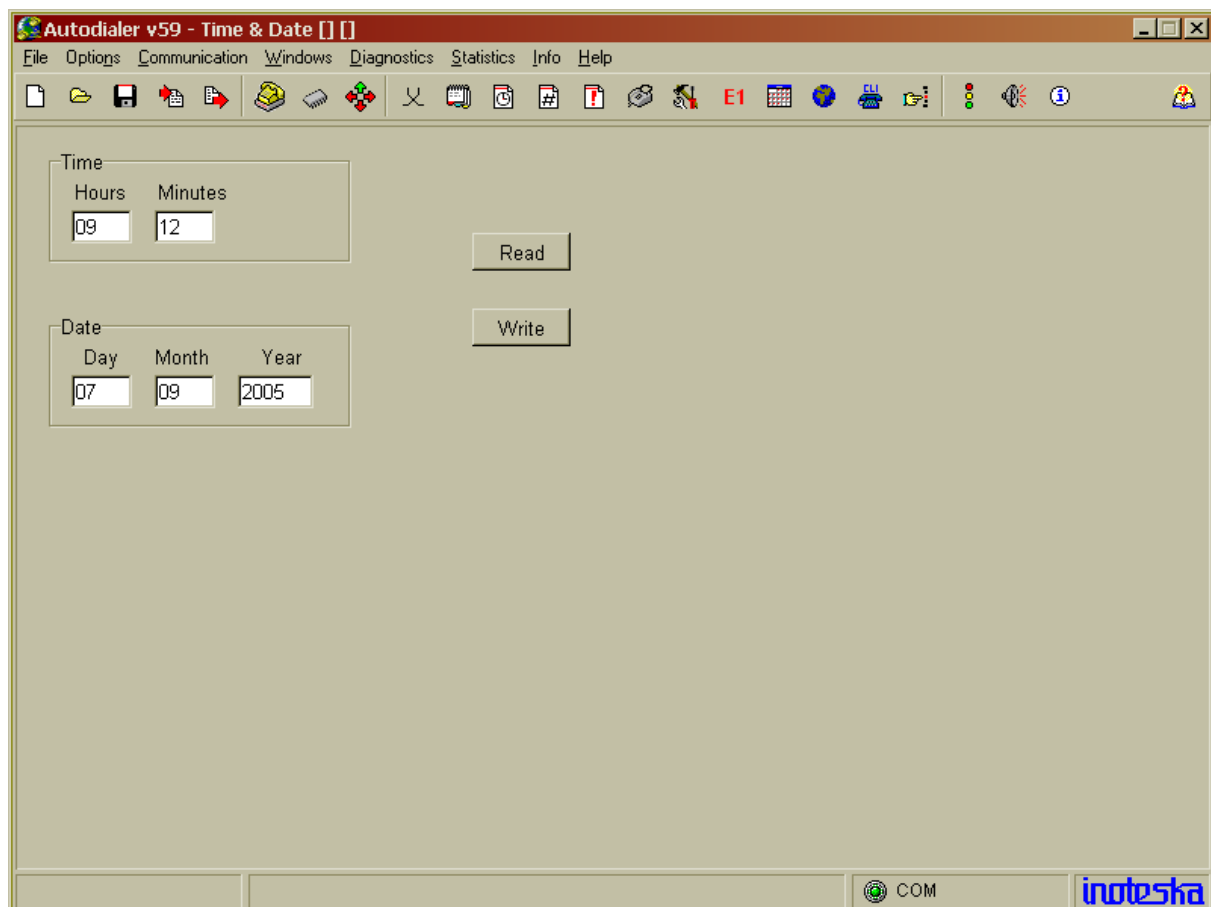 Autodialer v59 - Time & Date [] []
File Options Communication Windows Diagnostics Statistics Info Help
E1 CLI
Time
Hours Minutes
09 12
Read
Write
Date
Day Month Year
07 09 2005
COM inoteska